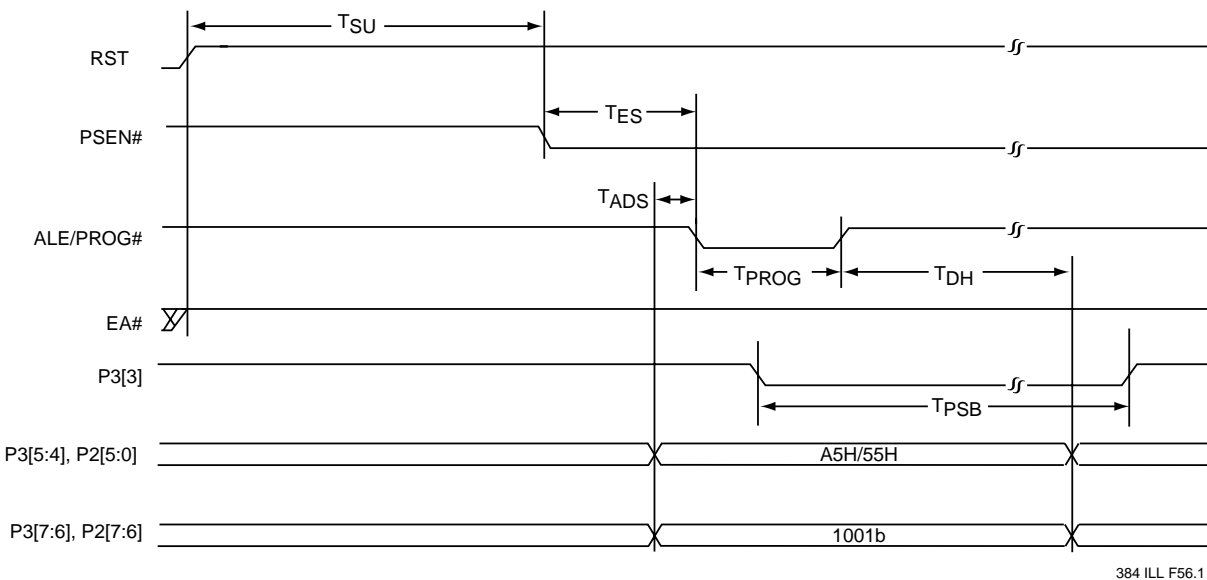 TSU
RST
TES
PSEN#
TADS
ALE/PROG#
TPROG
TDH
EA#
P3[3]
TPSB
P3[5:4], P2[5:0]
A5H/55H
P3[7:6], P2[7:6]
1001b
384 ILL F56.1